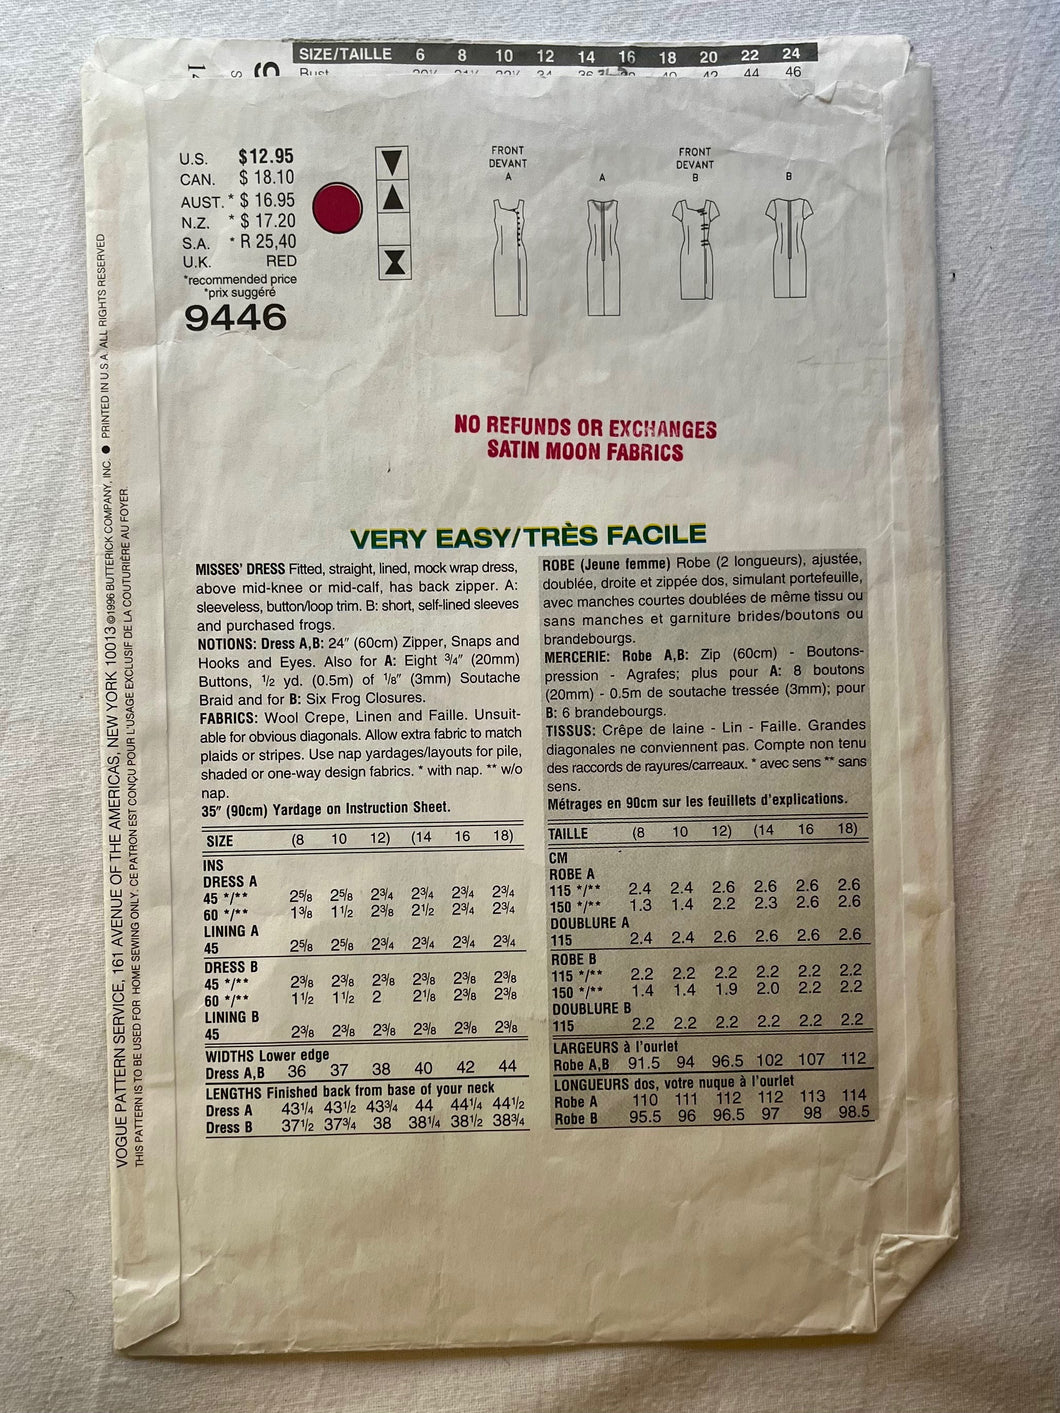 SIZE/TAILLE 6 8 10 12 14 16 18 20 22 24
Bust 42 44 46
U.S. $12.95
CAN. $ 18.10
AUST. * $ 16.95
N.Z. * $ 17.20
S.A. * R 25,40
U.K. RED
*recommended price
*prix suggéré
9446
FRONT
DEVANT
A
A
FRONT
DEVANT
B
B
NO REFUNDS OR EXCHANGES
SATIN MOON FABRICS
VERY EASY/TRÈS FACILE
MISSES' DRESS Fitted, straight, lined, mock wrap dress,
above mid-knee or mid-calf, has back zipper. A:
sleeveless, button/loop trim. B: short, self-lined sleeves
and purchased frogs.
NOTIONS: Dress A,B: 24" (60cm) Zipper, Snaps and
Hooks and Eyes. Also for A: Eight 3/4" (20mm)
Buttons, 1/2 yd. (0.5m) of 1/8" (3mm) Soutache
Braid and for B: Six Frog Closures.
FABRICS: Wool Crepe, Linen and Faille. Unsuit-
able for obvious diagonals. Allow extra fabric to match
plaids or stripes. Use nap yardages/layouts for pile,
shaded or one-way design fabrics. * with nap. ** w/o
nap.
35" (90cm) Yardage on Instruction Sheet.
SIZE (8 10 12) (14 16 18)
INS
DRESS A
45 */** 2 5/8 2 5/8 2 3/4 2 3/4 2 3/4 2 3/4
60 */** 1 3/8 1 1/2 2 3/8 2 1/2 2 3/4 2 3/4
LINING A
45 2 5/8 2 5/8 2 3/4 2 3/4 2 3/4 2 3/4
DRESS B
45 */** 2 3/8 2 3/8 2 3/8 2 3/8 2 3/8 2 3/8
60 */** 1 1/2 1 1/2 2 2 1/8 2 3/8 2 3/8
LINING B
45 2 3/8 2 3/8 2 3/8 2 3/8 2 3/8 2 3/8
WIDTHS Lower edge
Dress A,B 36 37 38 40 42 44
LENGTHS Finished back from base of your neck
Dress A 43 1/4 43 1/2 43 3/4 44 44 1/4 44 1/2
Dress B 37 1/2 37 3/4 38 38 1/4 38 1/2 38 3/4
ROBE (Jeune femme) Robe (2 longueurs), ajustée,
doublée, droite et zippée dos, simulant portefeuille,
avec manches courtes doublées de même tissu ou
sans manches et garniture brides/boutons ou
brandebourgs.
MERCERIE: Robe A,B: Zip (60cm) - Boutons-
pression - Agrafes; plus pour A: 8 boutons
(20mm) - 0.5m de soutache tressée (3mm); pour
B: 6 brandebourgs.
TISSUS: Crêpe de laine - Lin - Faille. Grandes
diagonales ne conviennent pas. Compte non tenu
des raccords de rayures/carreaux. * avec sens ** sans
sens.
Métrages en 90cm sur les feuillets d'explications.
TAILLE (8 10 12) (14 16 18)
CM
ROBE A
115 */** 2.4 2.4 2.6 2.6 2.6 2.6
150 */** 1.3 1.4 2.2 2.3 2.6 2.6
DOUBLURE A
115 2.4 2.4 2.6 2.6 2.6 2.6
ROBE B
115 */** 2.2 2.2 2.2 2.2 2.2 2.2
150 */** 1.4 1.4 1.9 2.0 2.2 2.2
DOUBLURE B
115 2.2 2.2 2.2 2.2 2.2 2.2
LARGEURS à l'ourlet
Robe A,B 91.5 94 96.5 102 107 112
LONGUEURS dos, votre nuque à l'ourlet
Robe A 110 111 112 112 113 114
Robe B 95.5 96 96.5 97 98 98.5
VOGUE PATTERN SERVICE, 161 AVENUE OF THE AMERICAS, NEW YORK 10013 ©1996 BUTTERICK COMPANY, INC. ● PRINTED IN U.S.A. ALL RIGHTS RESERVED
THIS PATTERN IS TO BE USED FOR HOME SEWING ONLY. CE PATRON EST CONÇU POUR L'USAGE EXCLUSIF DE LA COUTURIÈRE AU FOYER.